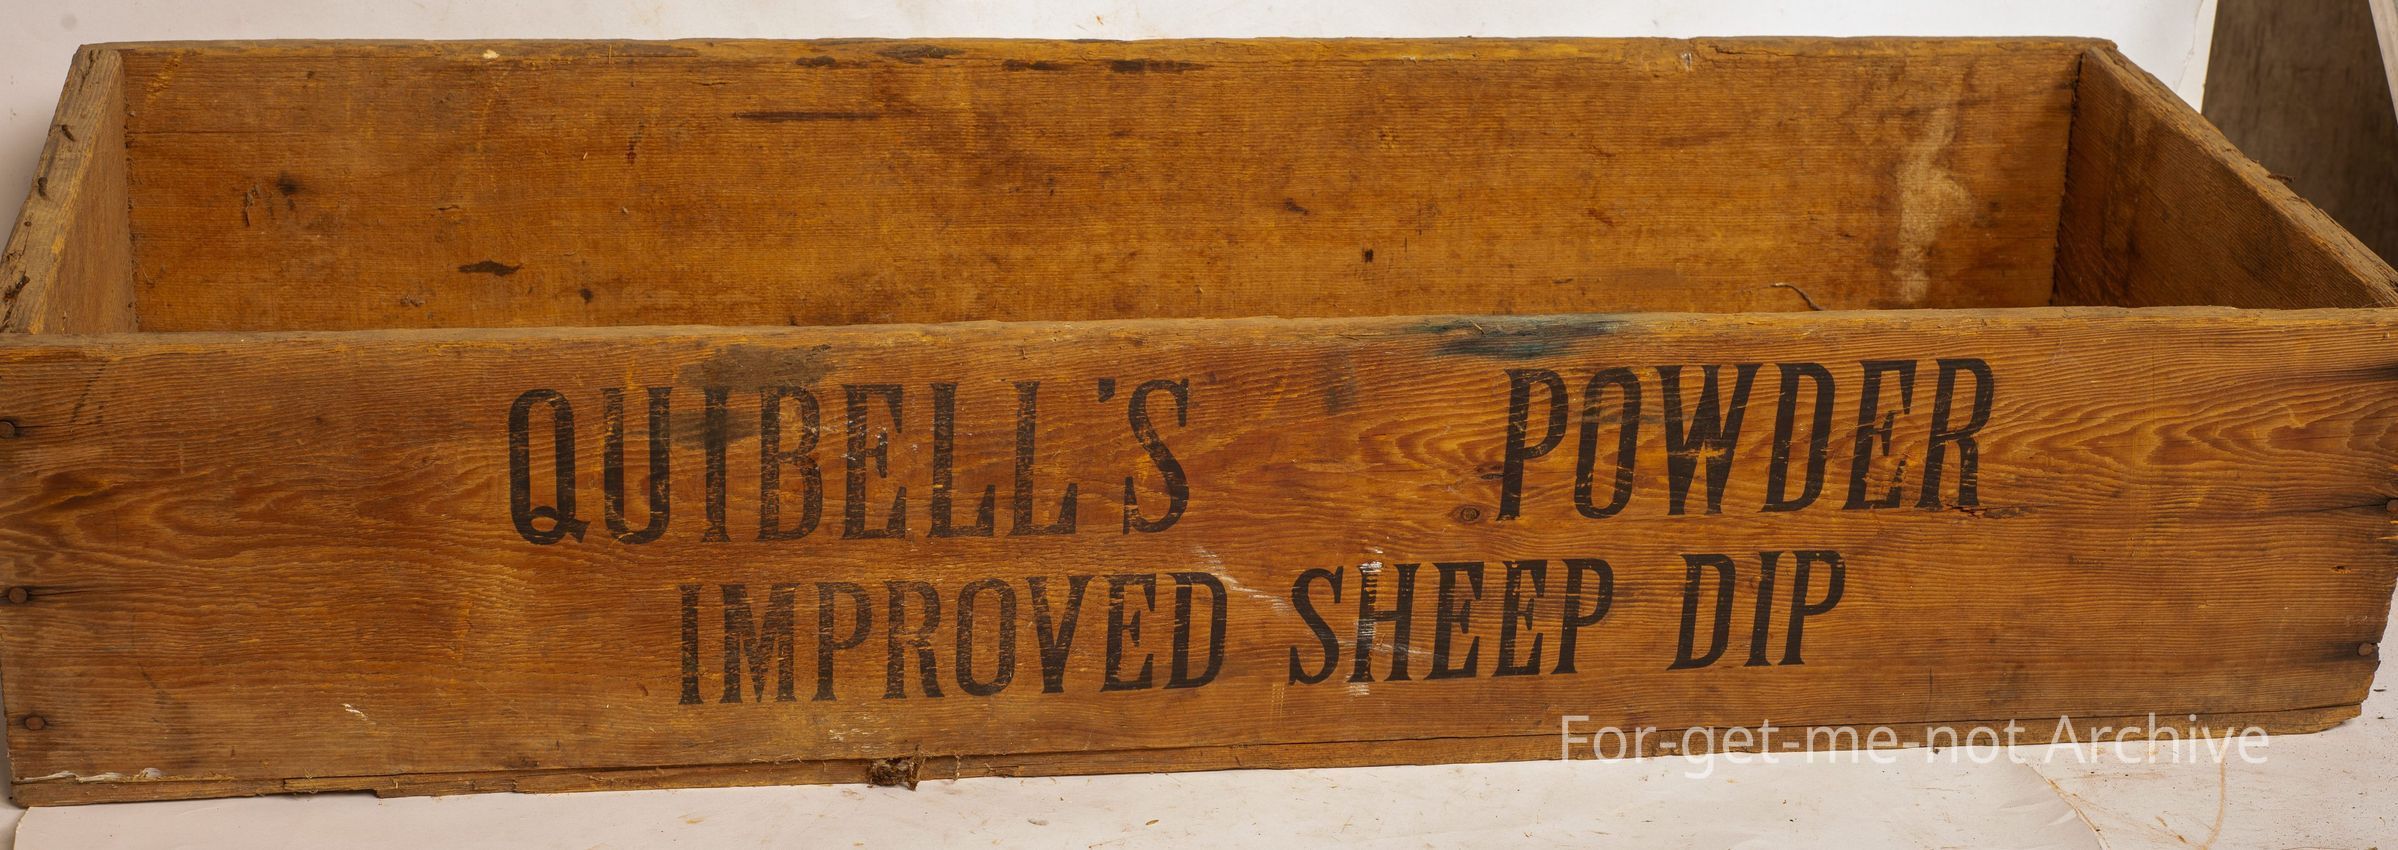 QUIBELL'S POWDER
IMPROVED SHEEP DIP
For-get-me-not Archive